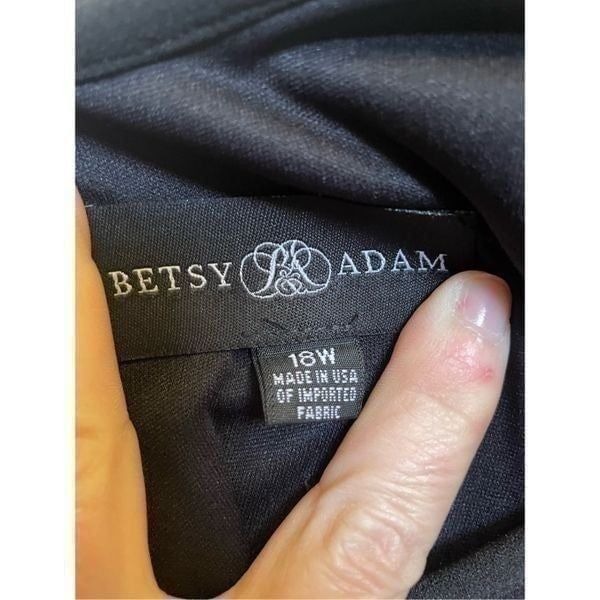 BETSY B&A ADAM
18W
MADE IN USA
OF IMPORTED
FABRIC